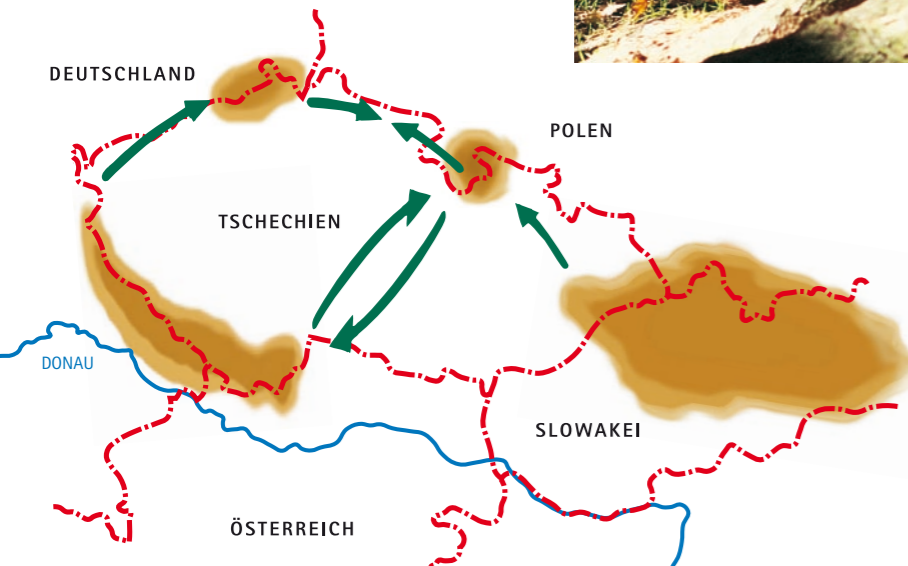 DEUTSCHLAND
POLEN
TSCHECHIEN
DONAU
SLOWAKEI
ÖSTERREICH